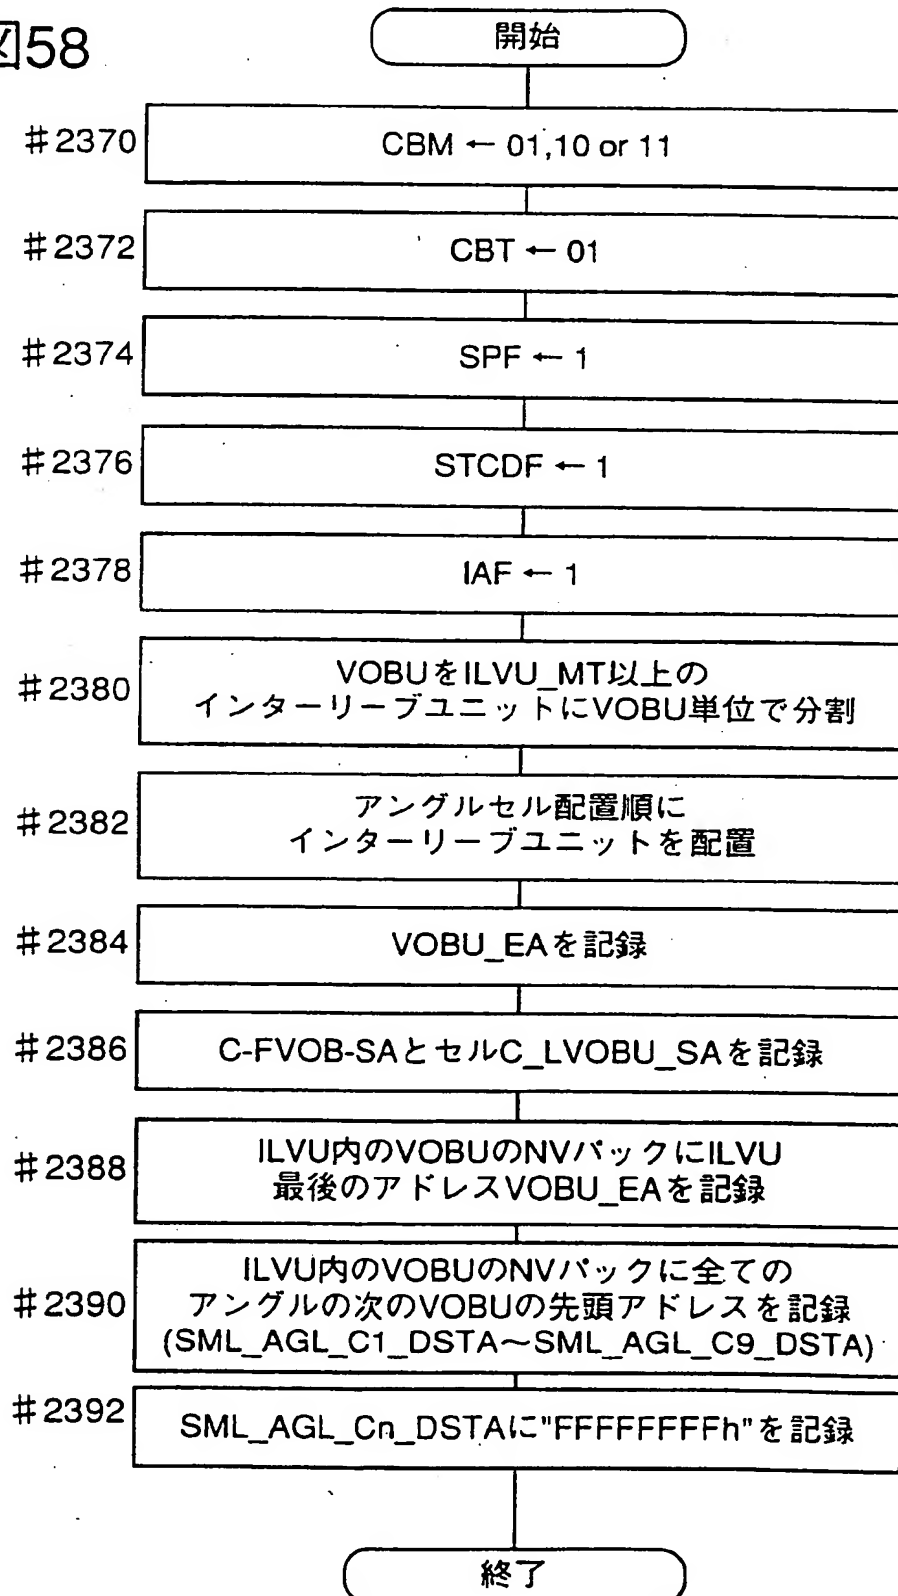 図58
開始
#2370
CBM ← 01,10 or 11
#2372
CBT ← 01
#2374
SPF ← 1
#2376
STCDF ← 1
#2378
IAF ← 1
#2380
VOBUをILVU_MT以上の
インターリーブユニットにVOBU単位で分割
#2382
アングルセル配置順に
インターリーブユニットを配置
#2384
VOBU_EAを記録
#2386
C-FVOB-SAとセルC_LVOBU_SAを記録
#2388
ILVU内のVOBUのNVパックにILVU
最後のアドレスVOBU_EAを記録
#2390
ILVU内のVOBUのNVパックに全ての
アングルの次のVOBUの先頭アドレスを記録
(SML_AGL_C1_DSTA～SML_AGL_C9_DSTA)
#2392
SML_AGL_Cn_DSTAに"FFFFFFFFh"を記録
終了